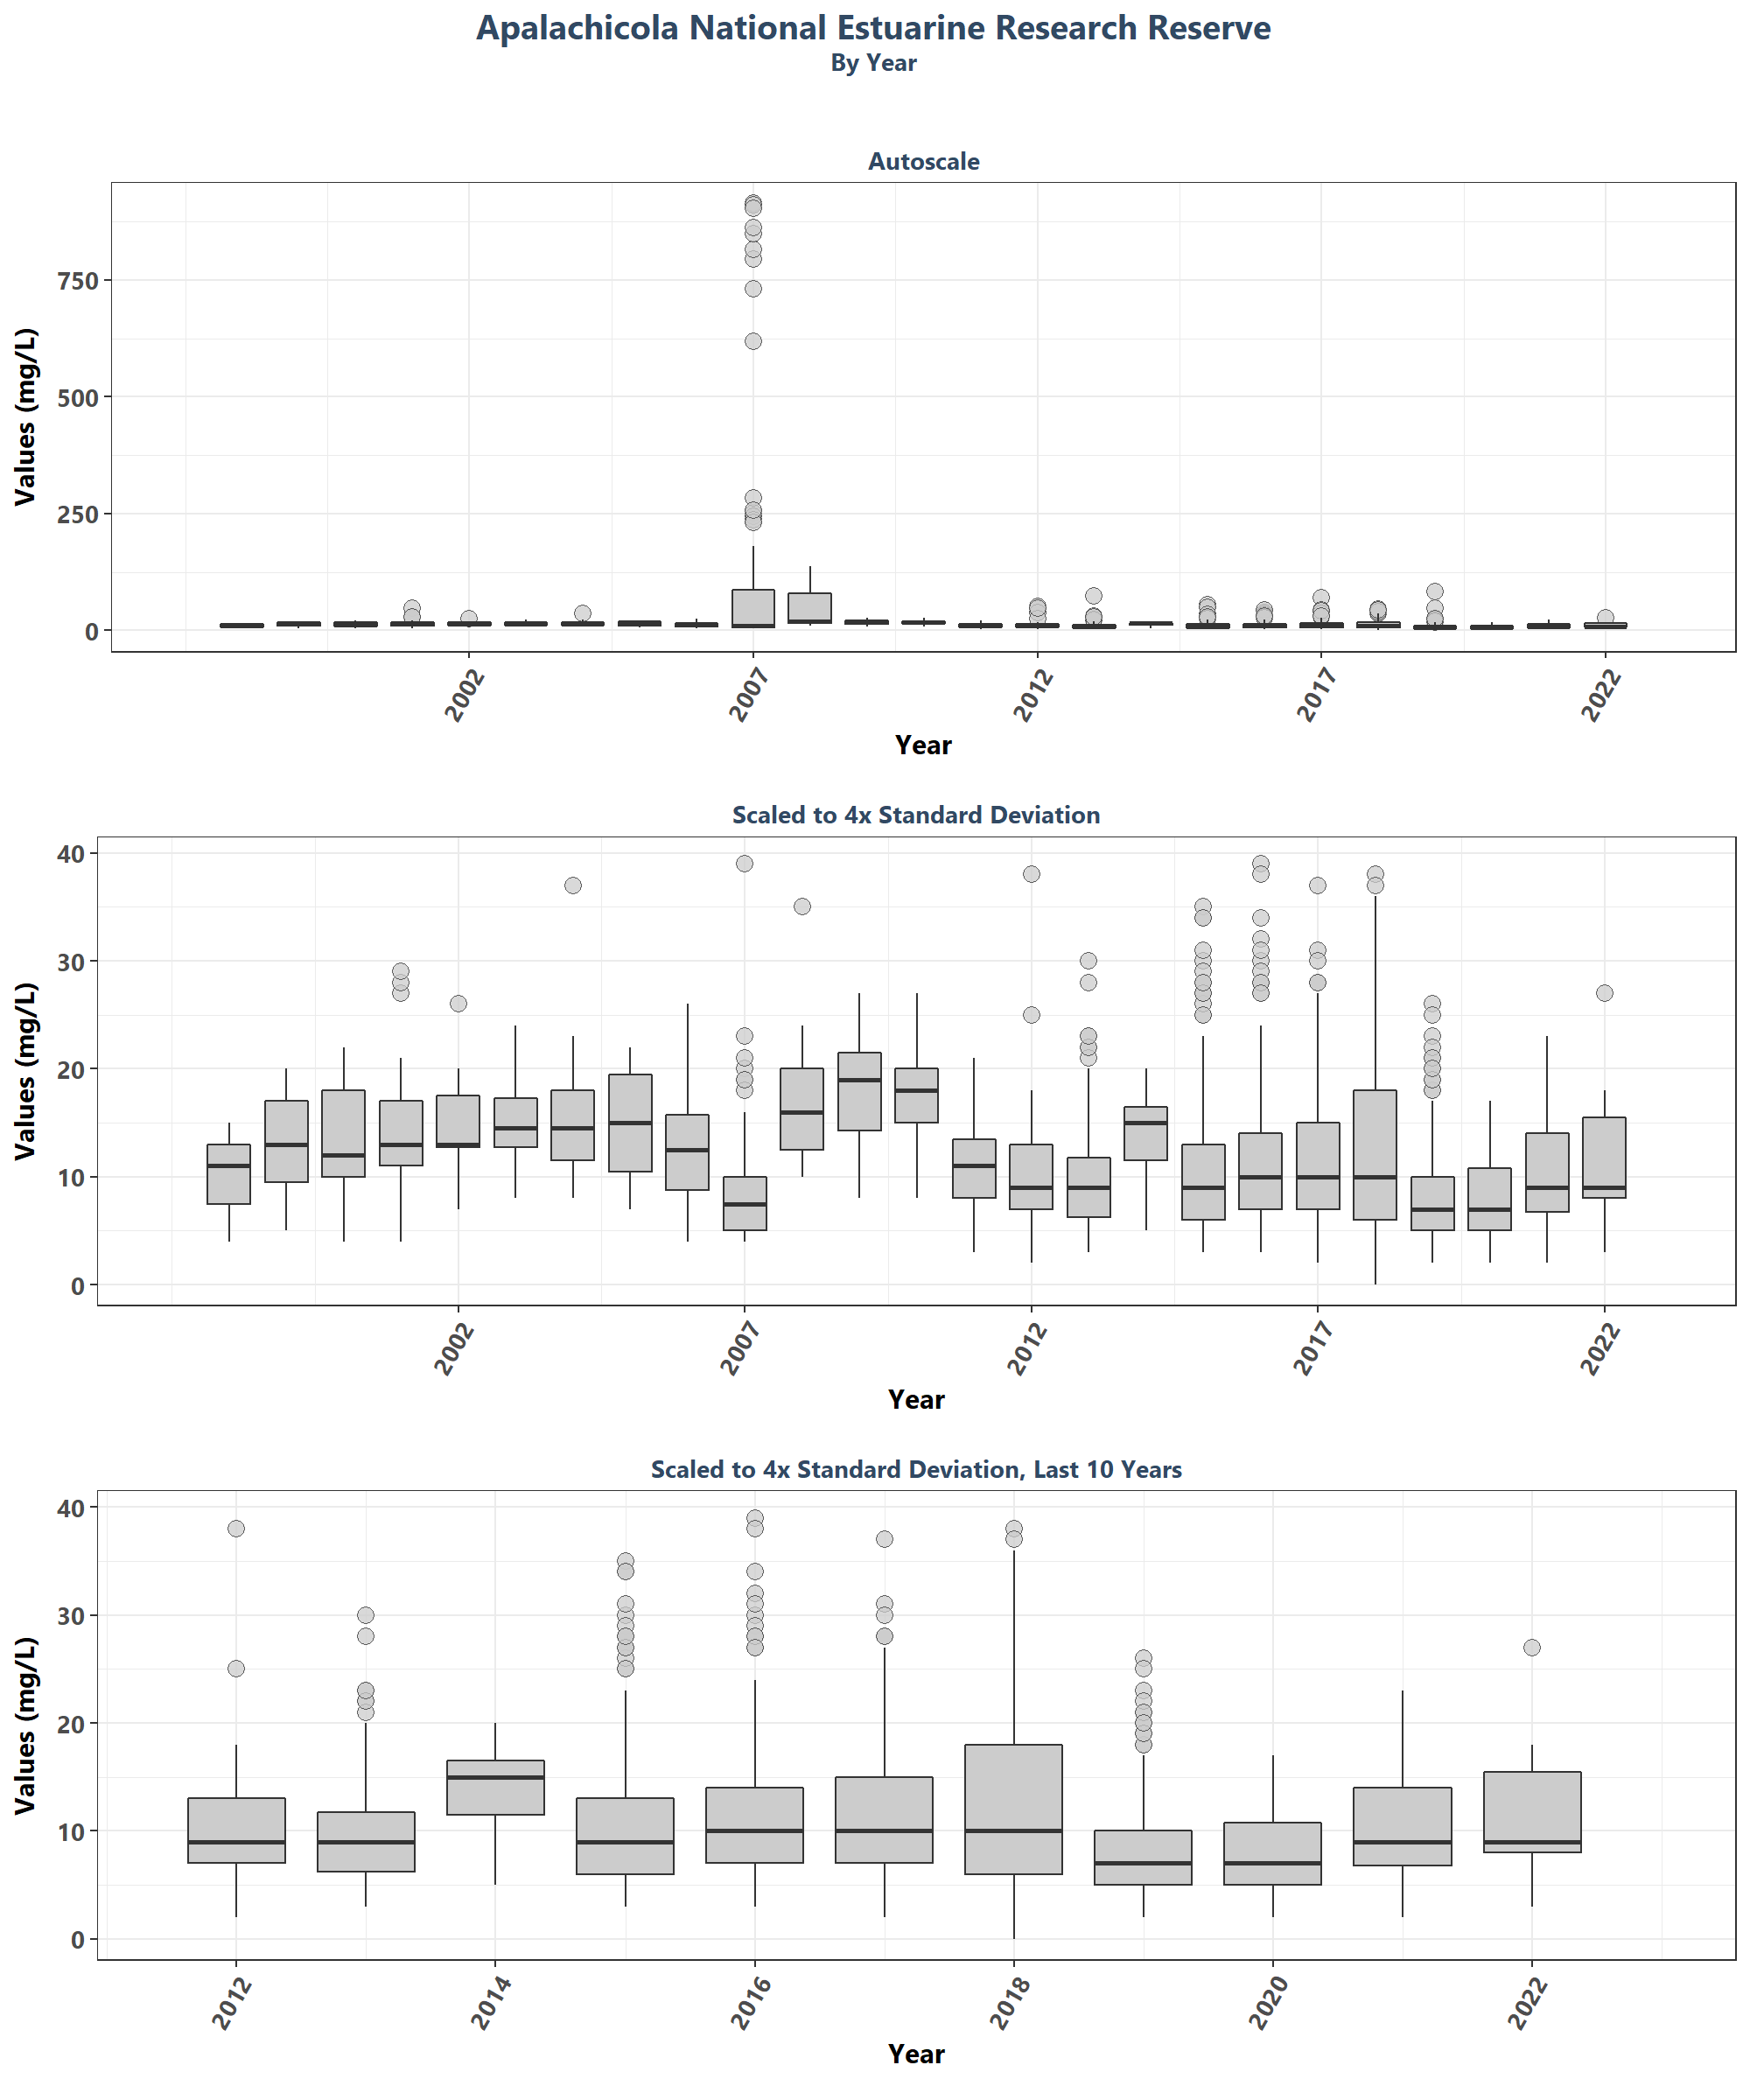 Apalachicola National Estuarine Research Reserve
By Year
Autoscale
Values (mg/L)
750
500
250
0
2002
2007
2012
2017
2022
Year
Scaled to 4x Standard Deviation
Values (mg/L)
40
30
20
10
0
2002
2007
2012
2017
2022
Year
Scaled to 4x Standard Deviation, Last 10 Years
Values (mg/L)
40
30
20
10
0
2012
2014
2016
2018
2020
2022
Year